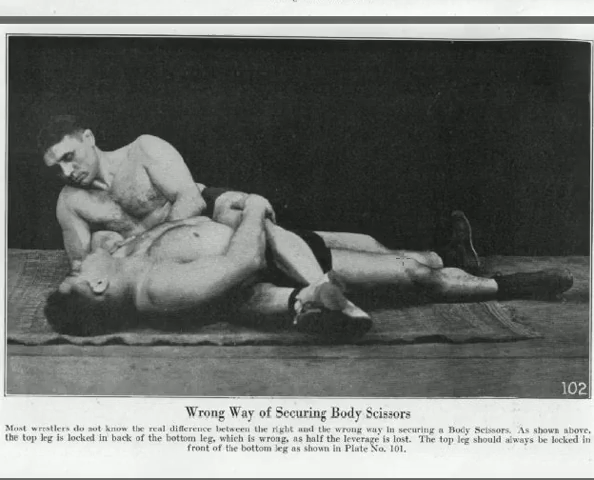 102
Wrong Way of Securing Body Scissors
Most wrestlers do not know the real difference between the right and the wrong way in securing a Body Scissors. As shown above,
the top leg is locked in back of the bottom leg, which is wrong, as half the leverage is lost. The top leg should always be locked in
front of the bottom leg as shown in Plate No. 101.